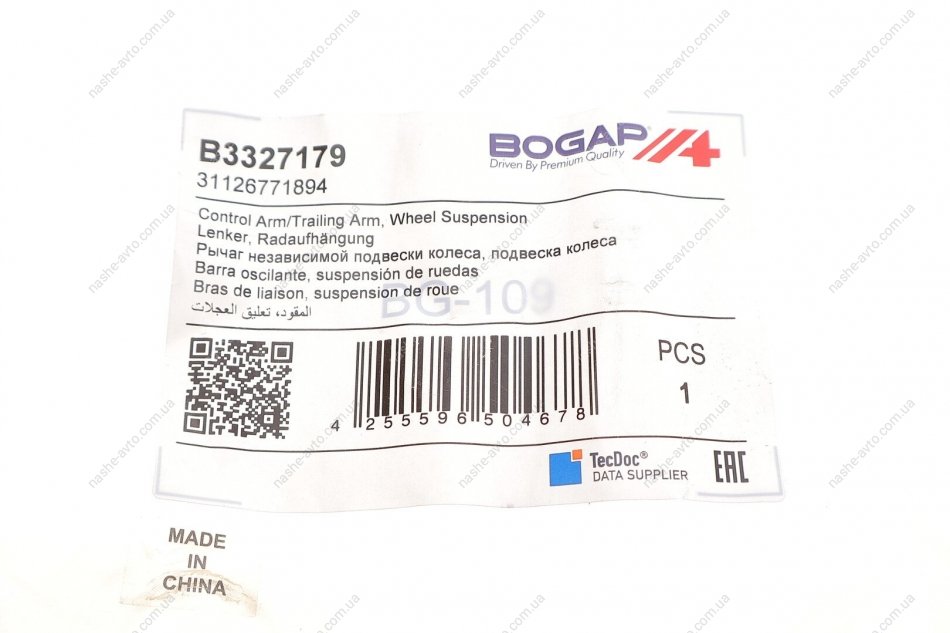 B3327179
31126771894
BOGAP
Driven By Premium Quality
Control Arm/Trailing Arm, Wheel Suspension
Lenker, Radaufhängung
Рычаг независимой подвески колеса, подвеска колеса
Barra oscilante, suspensión de ruedas
Bras de liaison, suspension de roue
المقود، تعليق العجلات
BG-109
4 255596 504678
PCS
1
TecDoc®
DATA SUPPLIER
EAC
MADE
IN
CHINA
nashe-avto.com.ua